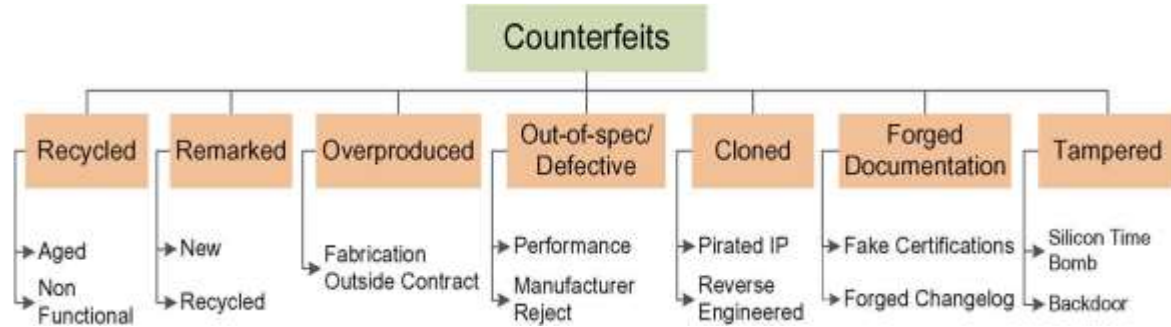 Counterfeits
Recycled
Remarked
Overproduced
Out-of-spec/
Defective
Cloned
Forged
Documentation
Tampered
Aged
Non
Functional
New
Recycled
Fabrication
Outside Contract
Performance
Manufacturer
Reject
Pirated IP
Reverse
Engineered
Fake Certifications
Forged Changelog
Silicon Time
Bomb
Backdoor